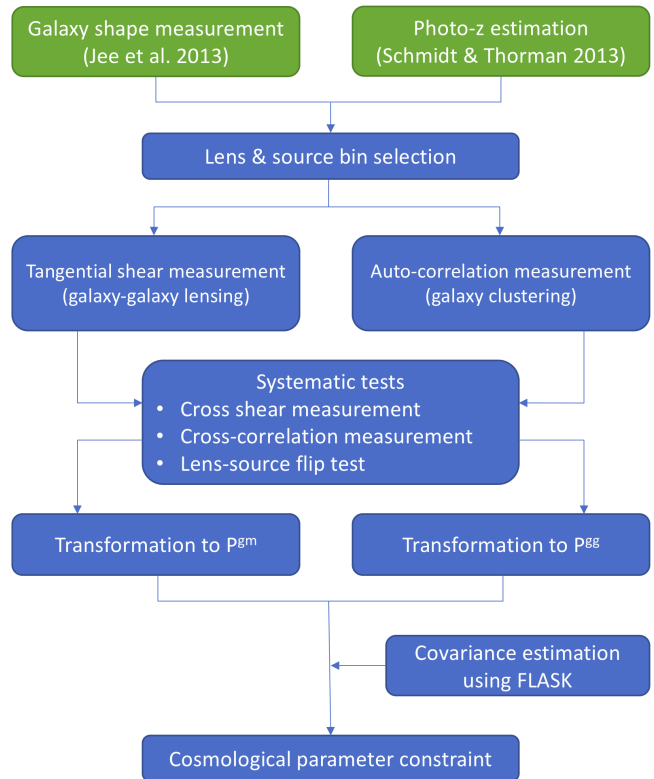 Galaxy shape measurement
(Jee et al. 2013)
Photo-z estimation
(Schmidt & Thorman 2013)
Lens & source bin selection
Tangential shear measurement
(galaxy-galaxy lensing)
Auto-correlation measurement
(galaxy clustering)
Systematic tests
• Cross shear measurement
• Cross-correlation measurement
• Lens-source flip test
Transformation to Pᵍᵐ
Transformation to Pᵍᵍ
Covariance estimation
using FLASK
Cosmological parameter constraint